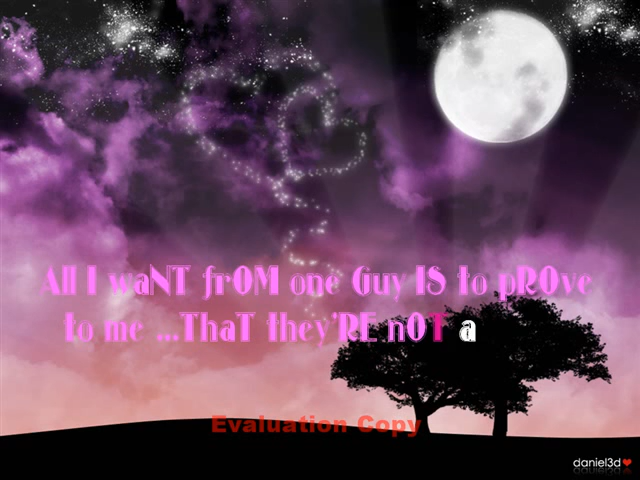 All I waNT frOM one Guy IS to pROve
to me ...ThaT they'RE nOT a
Evaluation Copy
daniel3d